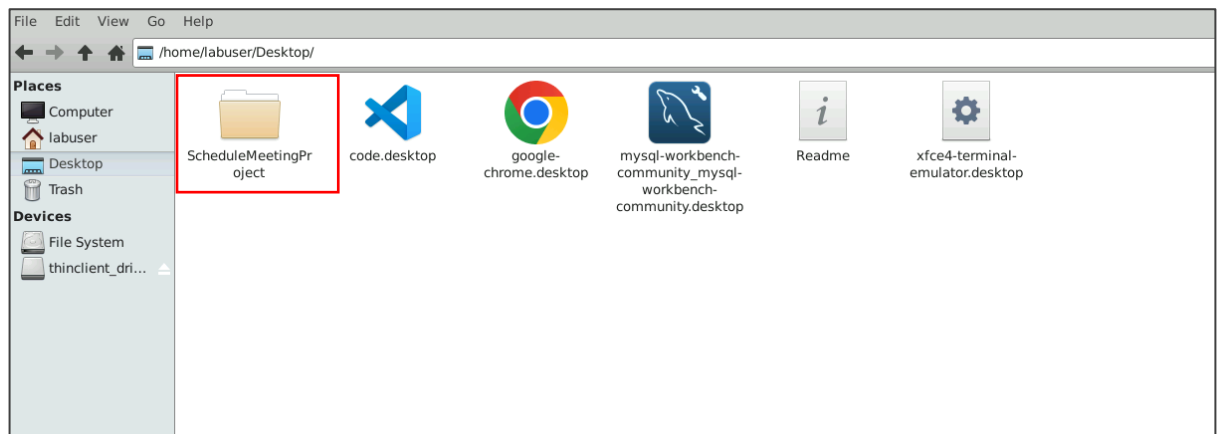 File Edit View Go Help
/home/labuser/Desktop/
Places
Computer
labuser
Desktop
Trash
Devices
File System
thinclient_dri...
ScheduleMeetingPr
oject
code.desktop
google-
chrome.desktop
mysql-workbench-
community_mysql-
workbench-
community.desktop
i
Readme
xfce4-terminal-
emulator.desktop